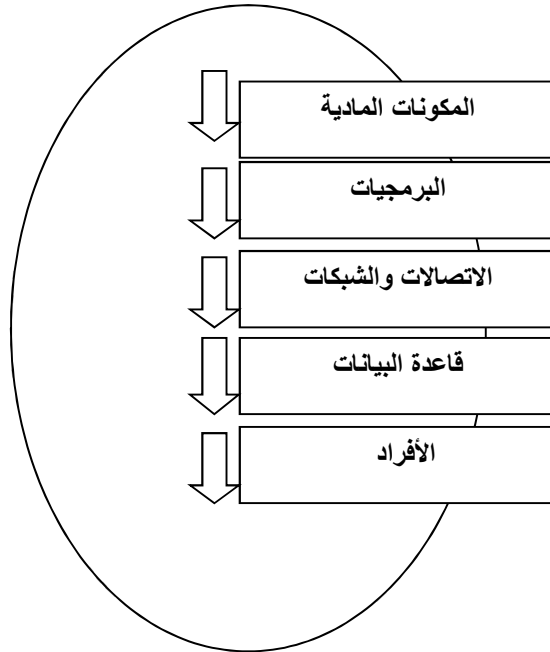 المكونات المادية
البرمجيات
الاتصالات والشبكات
قاعدة البيانات
الأفراد